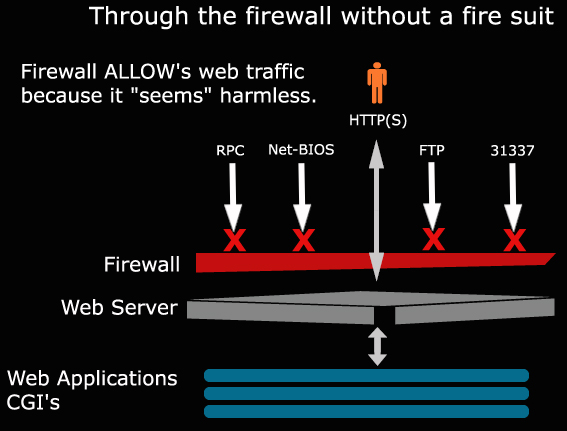 Through the firewall without a fire suit
Firewall ALLOW's web traffic
because it "seems" harmless.
HTTP(S)
RPC
Net-BIOS
FTP
31337
X
X
X
X
Firewall
Web Server
Web Applications
CGI's